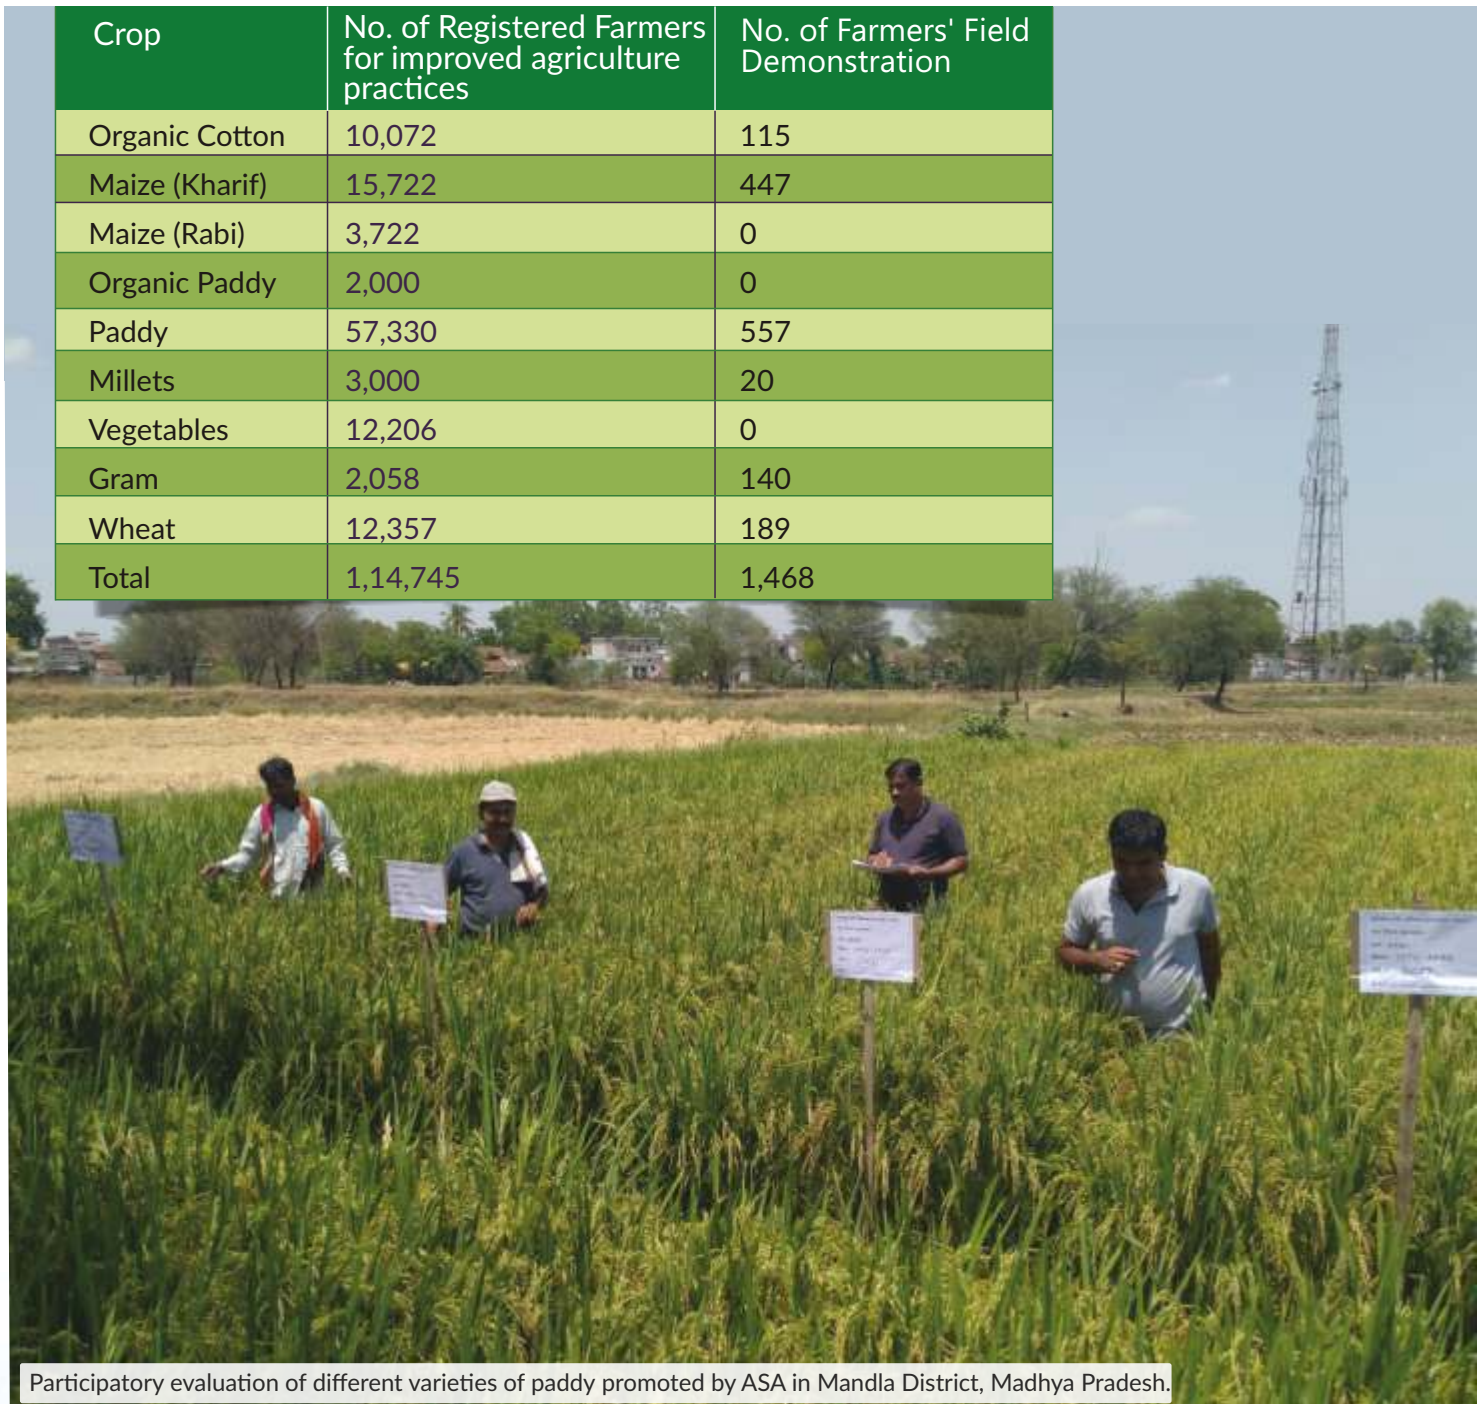 Crop
No. of Registered Farmers
for improved agriculture
practices
No. of Farmers' Field
Demonstration
Organic Cotton 10,072 115
Maize (Kharif) 15,722 447
Maize (Rabi) 3,722 0
Organic Paddy 2,000 0
Paddy 57,330 557
Millets 3,000 20
Vegetables 12,206 0
Gram 2,058 140
Wheat 12,357 189
Total 1,14,745 1,468
Participatory evaluation of different varieties of paddy promoted by ASA in Mandla District, Madhya Pradesh.